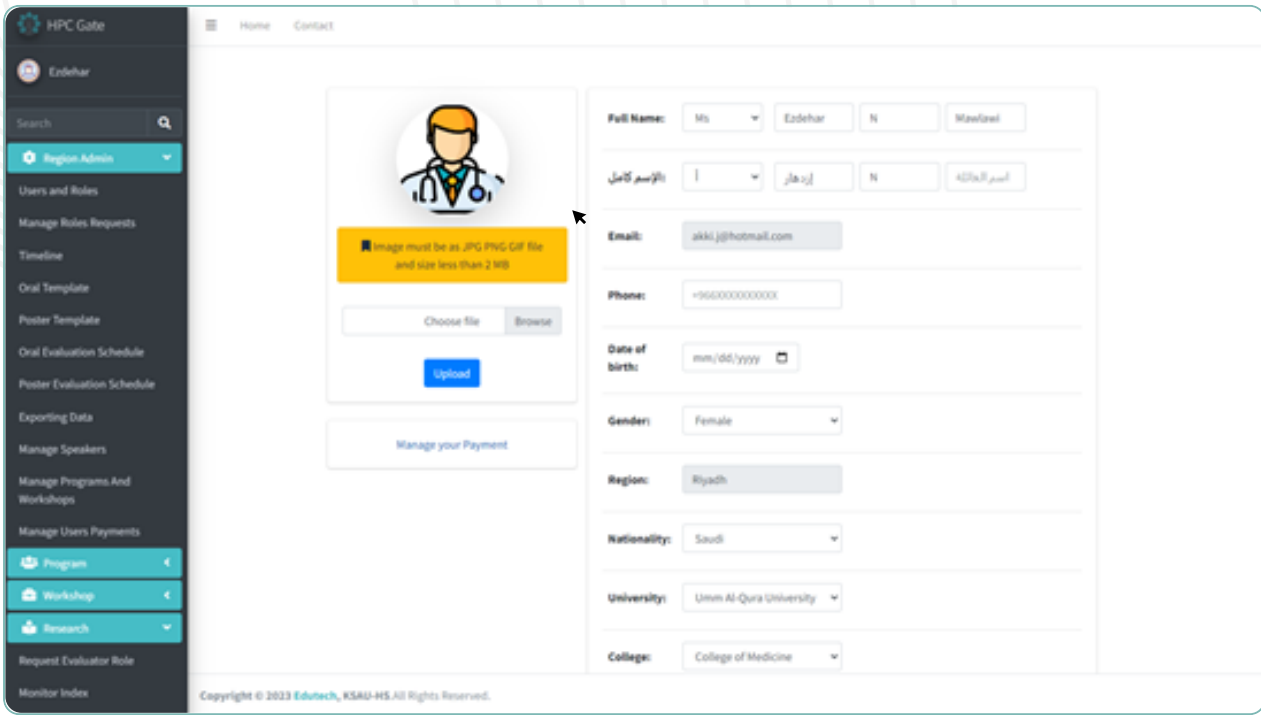 HPC Gate
Home Contact
Ezdehar
Search
Region Admin
Users and Roles
Manage Roles Requests
Timeline
Oral Template
Poster Template
Oral Evaluation Schedule
Poster Evaluation Schedule
Exporting Data
Manage Speakers
Manage Programs And
Workshops
Manage Users Payments
Program
Workshop
Research
Request Evaluator Role
Monitor Index
Image must be as JPG PNG GIF file
and size less than 2 MB
Choose file Browse
Upload
Manage your Payment
Full Name: Ms Ezdehar N Mawlawi
الإسم كامل: أ إزدهار N اسم العائلة
Email: akki.j@hotmail.com
Phone: +966XXXXXXXXXX
Date of
birth: mm/dd/yyyy
Gender: Female
Region: Riyadh
Nationality: Saudi
University: Umm Al-Qura University
College: College of Medicine
Copyright © 2023 Edutech, KSAU-HS.All Rights Reserved.